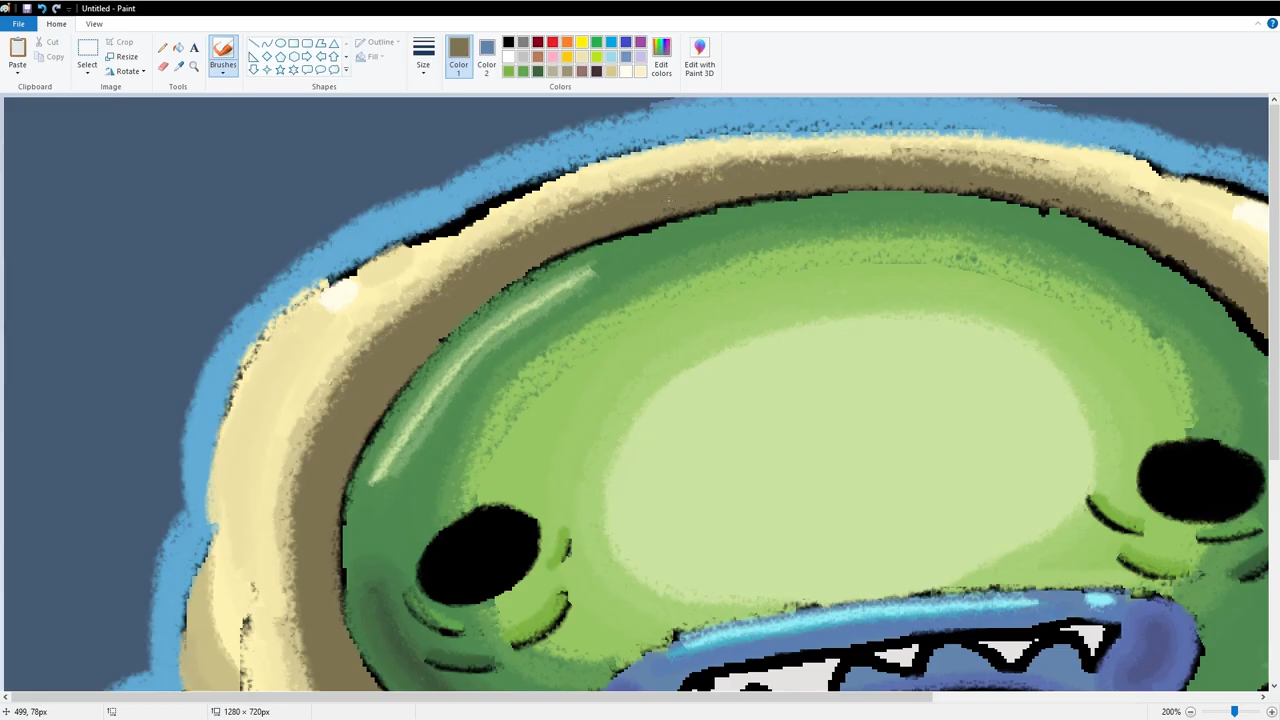 Untitled - Paint
File Home View
Paste
Cut
Copy
Clipboard
Select
Crop
Resize
Rotate
Image
A
Tools
Brushes
Outline
Fill
Shapes
Size
Color
1
Color
2
Edit
colors
Colors
Edit with
Paint 3D
499, 78px
1280 × 720px
200%